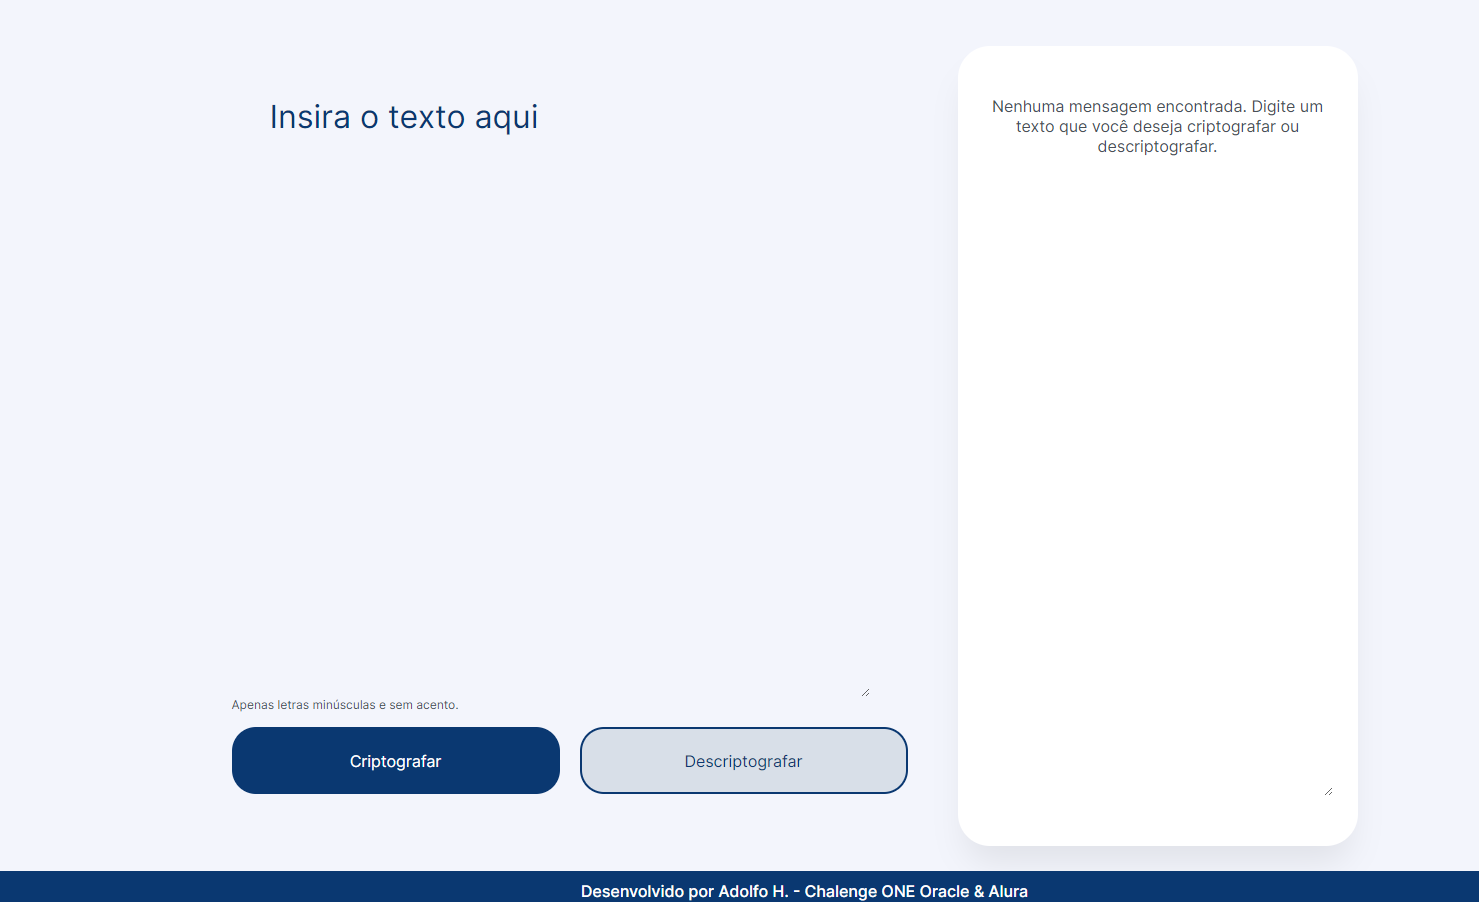 Insira o texto aqui
Nenhuma mensagem encontrada. Digite um
texto que você deseja criptografar ou
descriptografar.
Apenas letras minúsculas e sem acento.
Criptografar
Descriptografar
Desenvolvido por Adolfo H. - Chalenge ONE Oracle & Alura